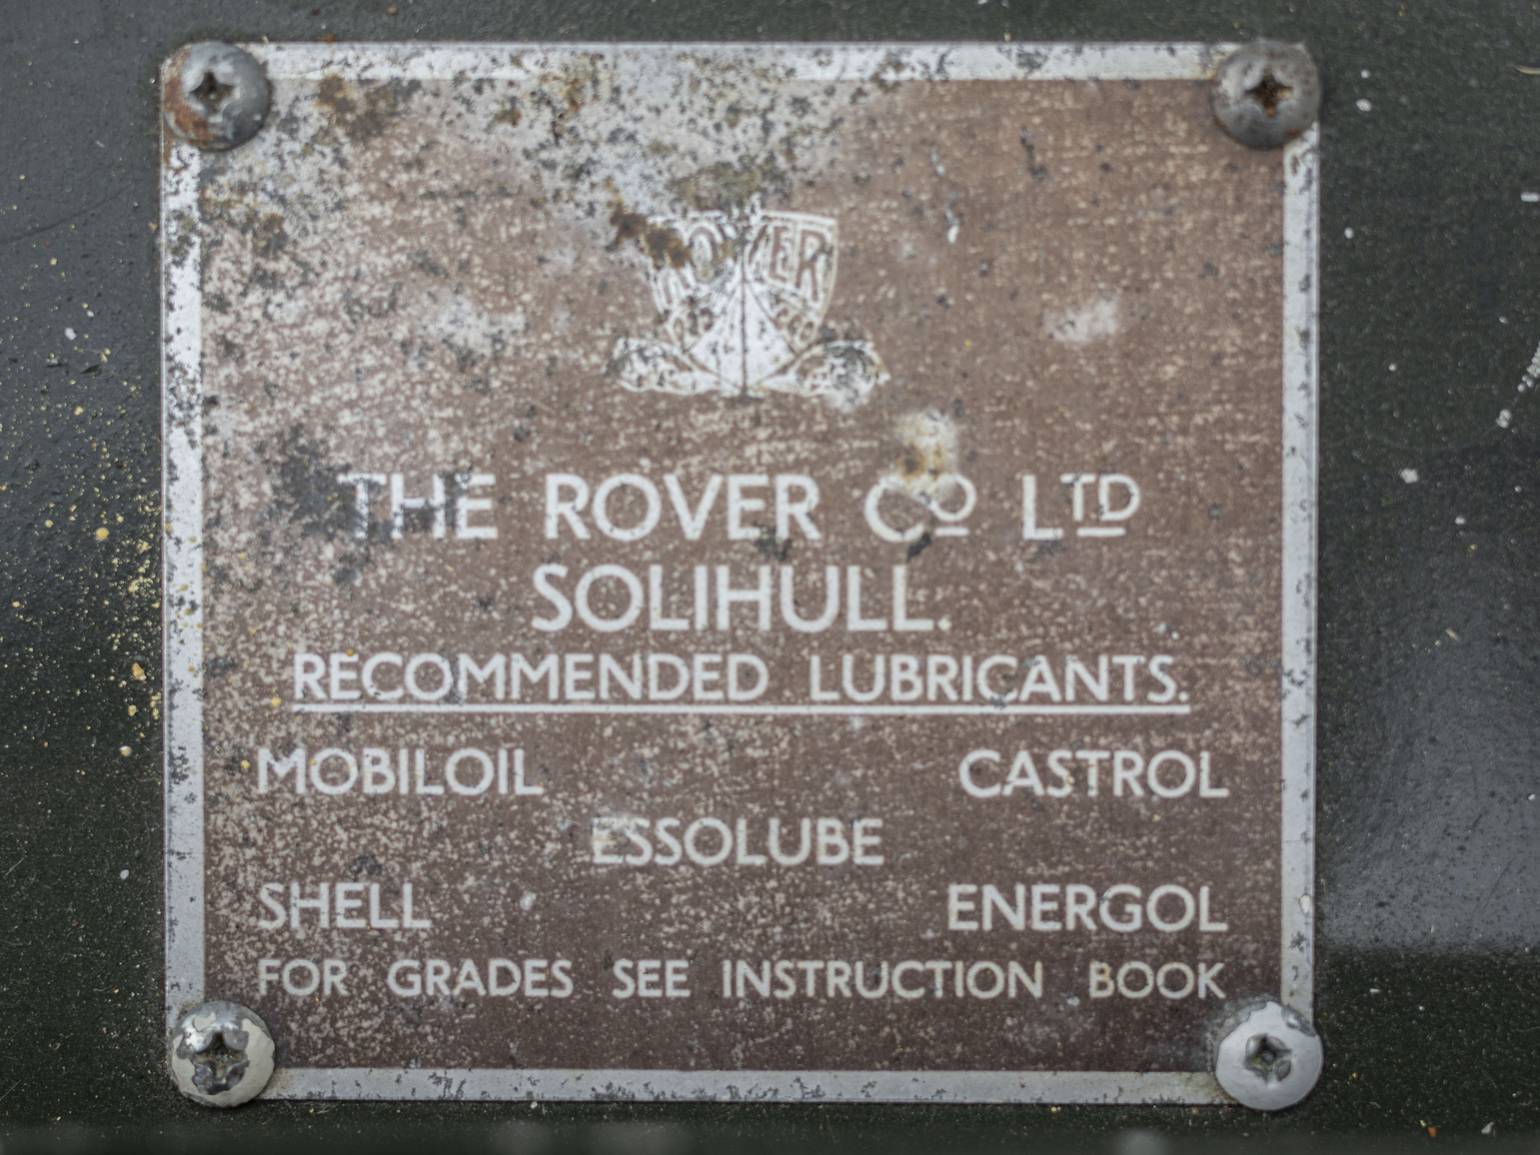 ROVER
THE ROVER Co LTD
SOLIHULL.
RECOMMENDED LUBRICANTS.
MOBILOIL CASTROL
ESSOLUBE
SHELL ENERGOL
FOR GRADES SEE INSTRUCTION BOOK